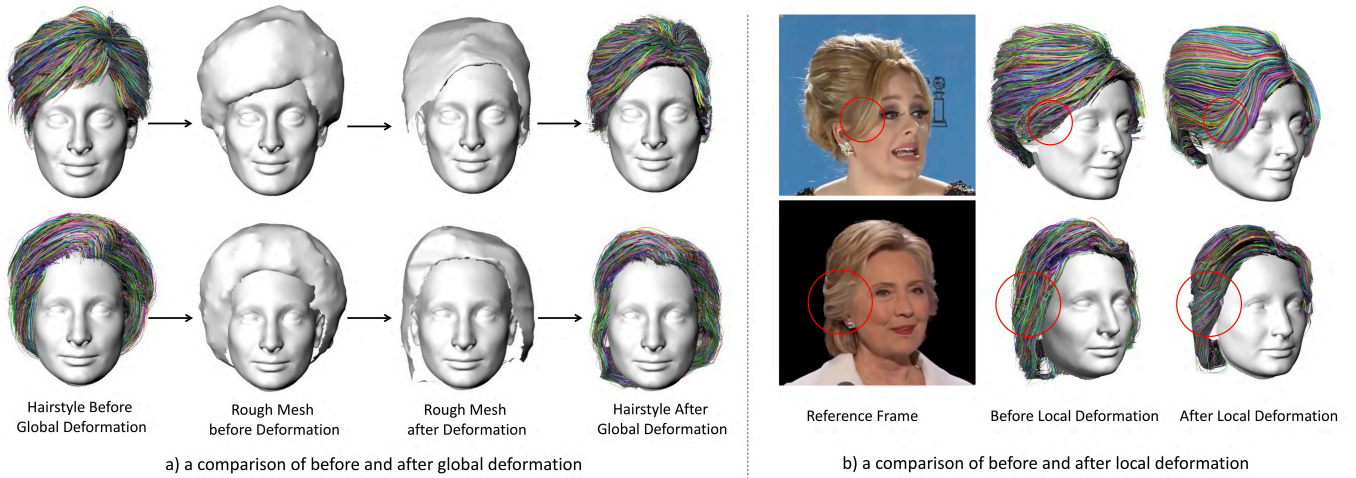 Hairstyle Before
Global Deformation
Rough Mesh
before Deformation
Rough Mesh
after Deformation
Hairstyle After
Global Deformation
a) a comparison of before and after global deformation
Reference Frame
Before Local Deformation
After Local Deformation
b) a comparison of before and after local deformation